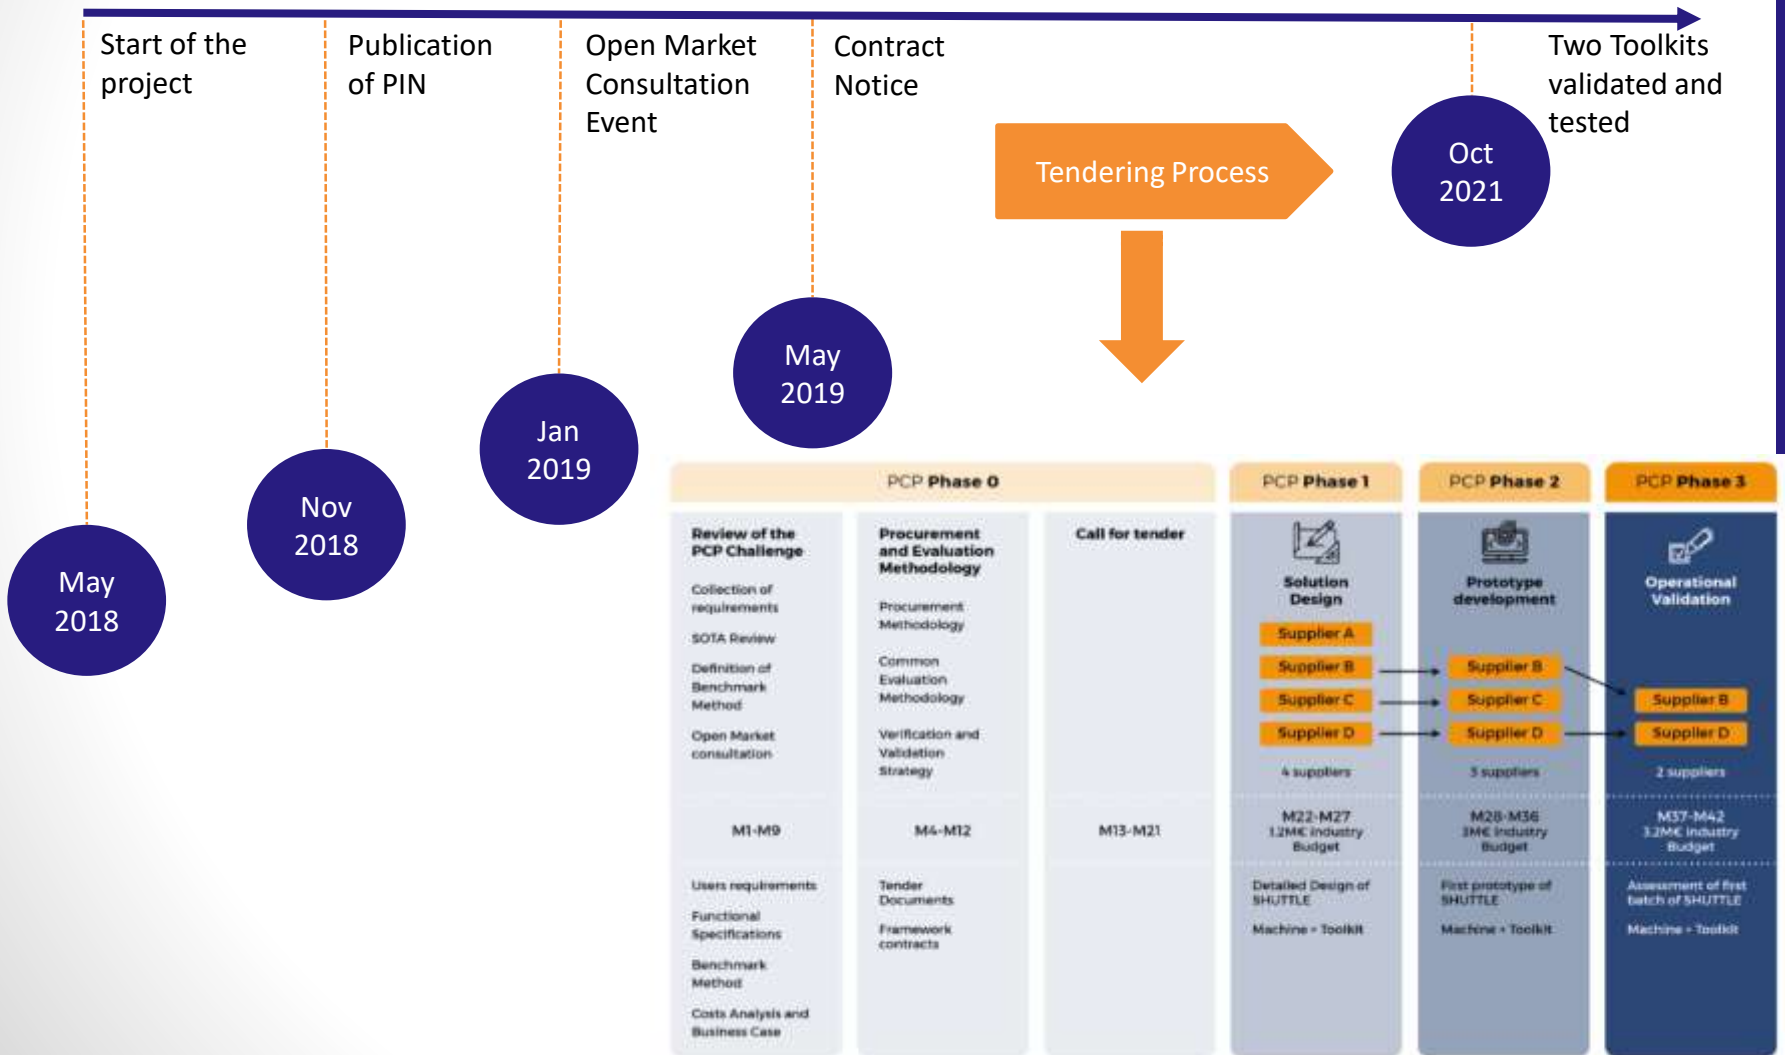 Start of the
project
Publication
of PIN
Open Market
Consultation
Event
Contract
Notice
Two Toolkits
validated and
tested
Tendering Process
Oct
2021
May
2019
Jan
2019
Nov
2018
May
2018
PCP Phase 0
Review of the
PCP Challenge
Collection of
requirements
SOTA Review
Definition of
Benchmark
Method
Open Market
consultation
M1-M9
Users requirements
Functional
Specifications
Benchmark
Method
Costs Analysis and
Business Case
Procurement
and Evaluation
Methodology
Procurement
Methodology
Common
Evaluation
Methodology
Verification and
Validation
Strategy
M4-M12
Tender
Documents
Framework
contracts
Call for tender
M13-M21
PCP Phase 1
Solution
Design
Supplier A
Supplier B
Supplier C
Supplier D
4 suppliers
M22-M27
1.2M€ Industry
Budget
Detailed Design of
SHUTTLE
Machine + Toolkit
PCP Phase 2
Prototype
development
Supplier B
Supplier C
Supplier D
3 suppliers
M28-M36
3M€ Industry
Budget
First prototype of
SHUTTLE
Machine + Toolkit
PCP Phase 3
Operational
Validation
Supplier B
Supplier D
2 suppliers
M37-M42
3.2M€ Industry
Budget
Assessment of first
batch of SHUTTLE
Machine + Toolkit